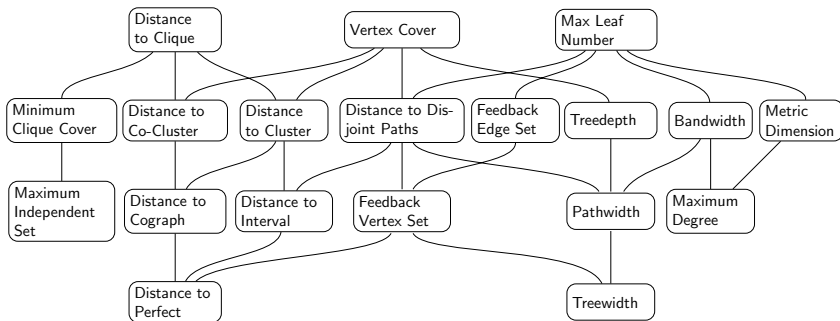 Distance
to Clique
Vertex Cover
Max Leaf
Number
Minimum
Clique Cover
Distance to
Co-Cluster
Distance
to Cluster
Distance to Dis-
joint Paths
Feedback
Edge Set
Treedepth
Bandwidth
Metric
Dimension
Maximum
Independent
Set
Distance to
Cograph
Distance to
Interval
Feedback
Vertex Set
Pathwidth
Maximum
Degree
Distance to
Perfect
Treewidth